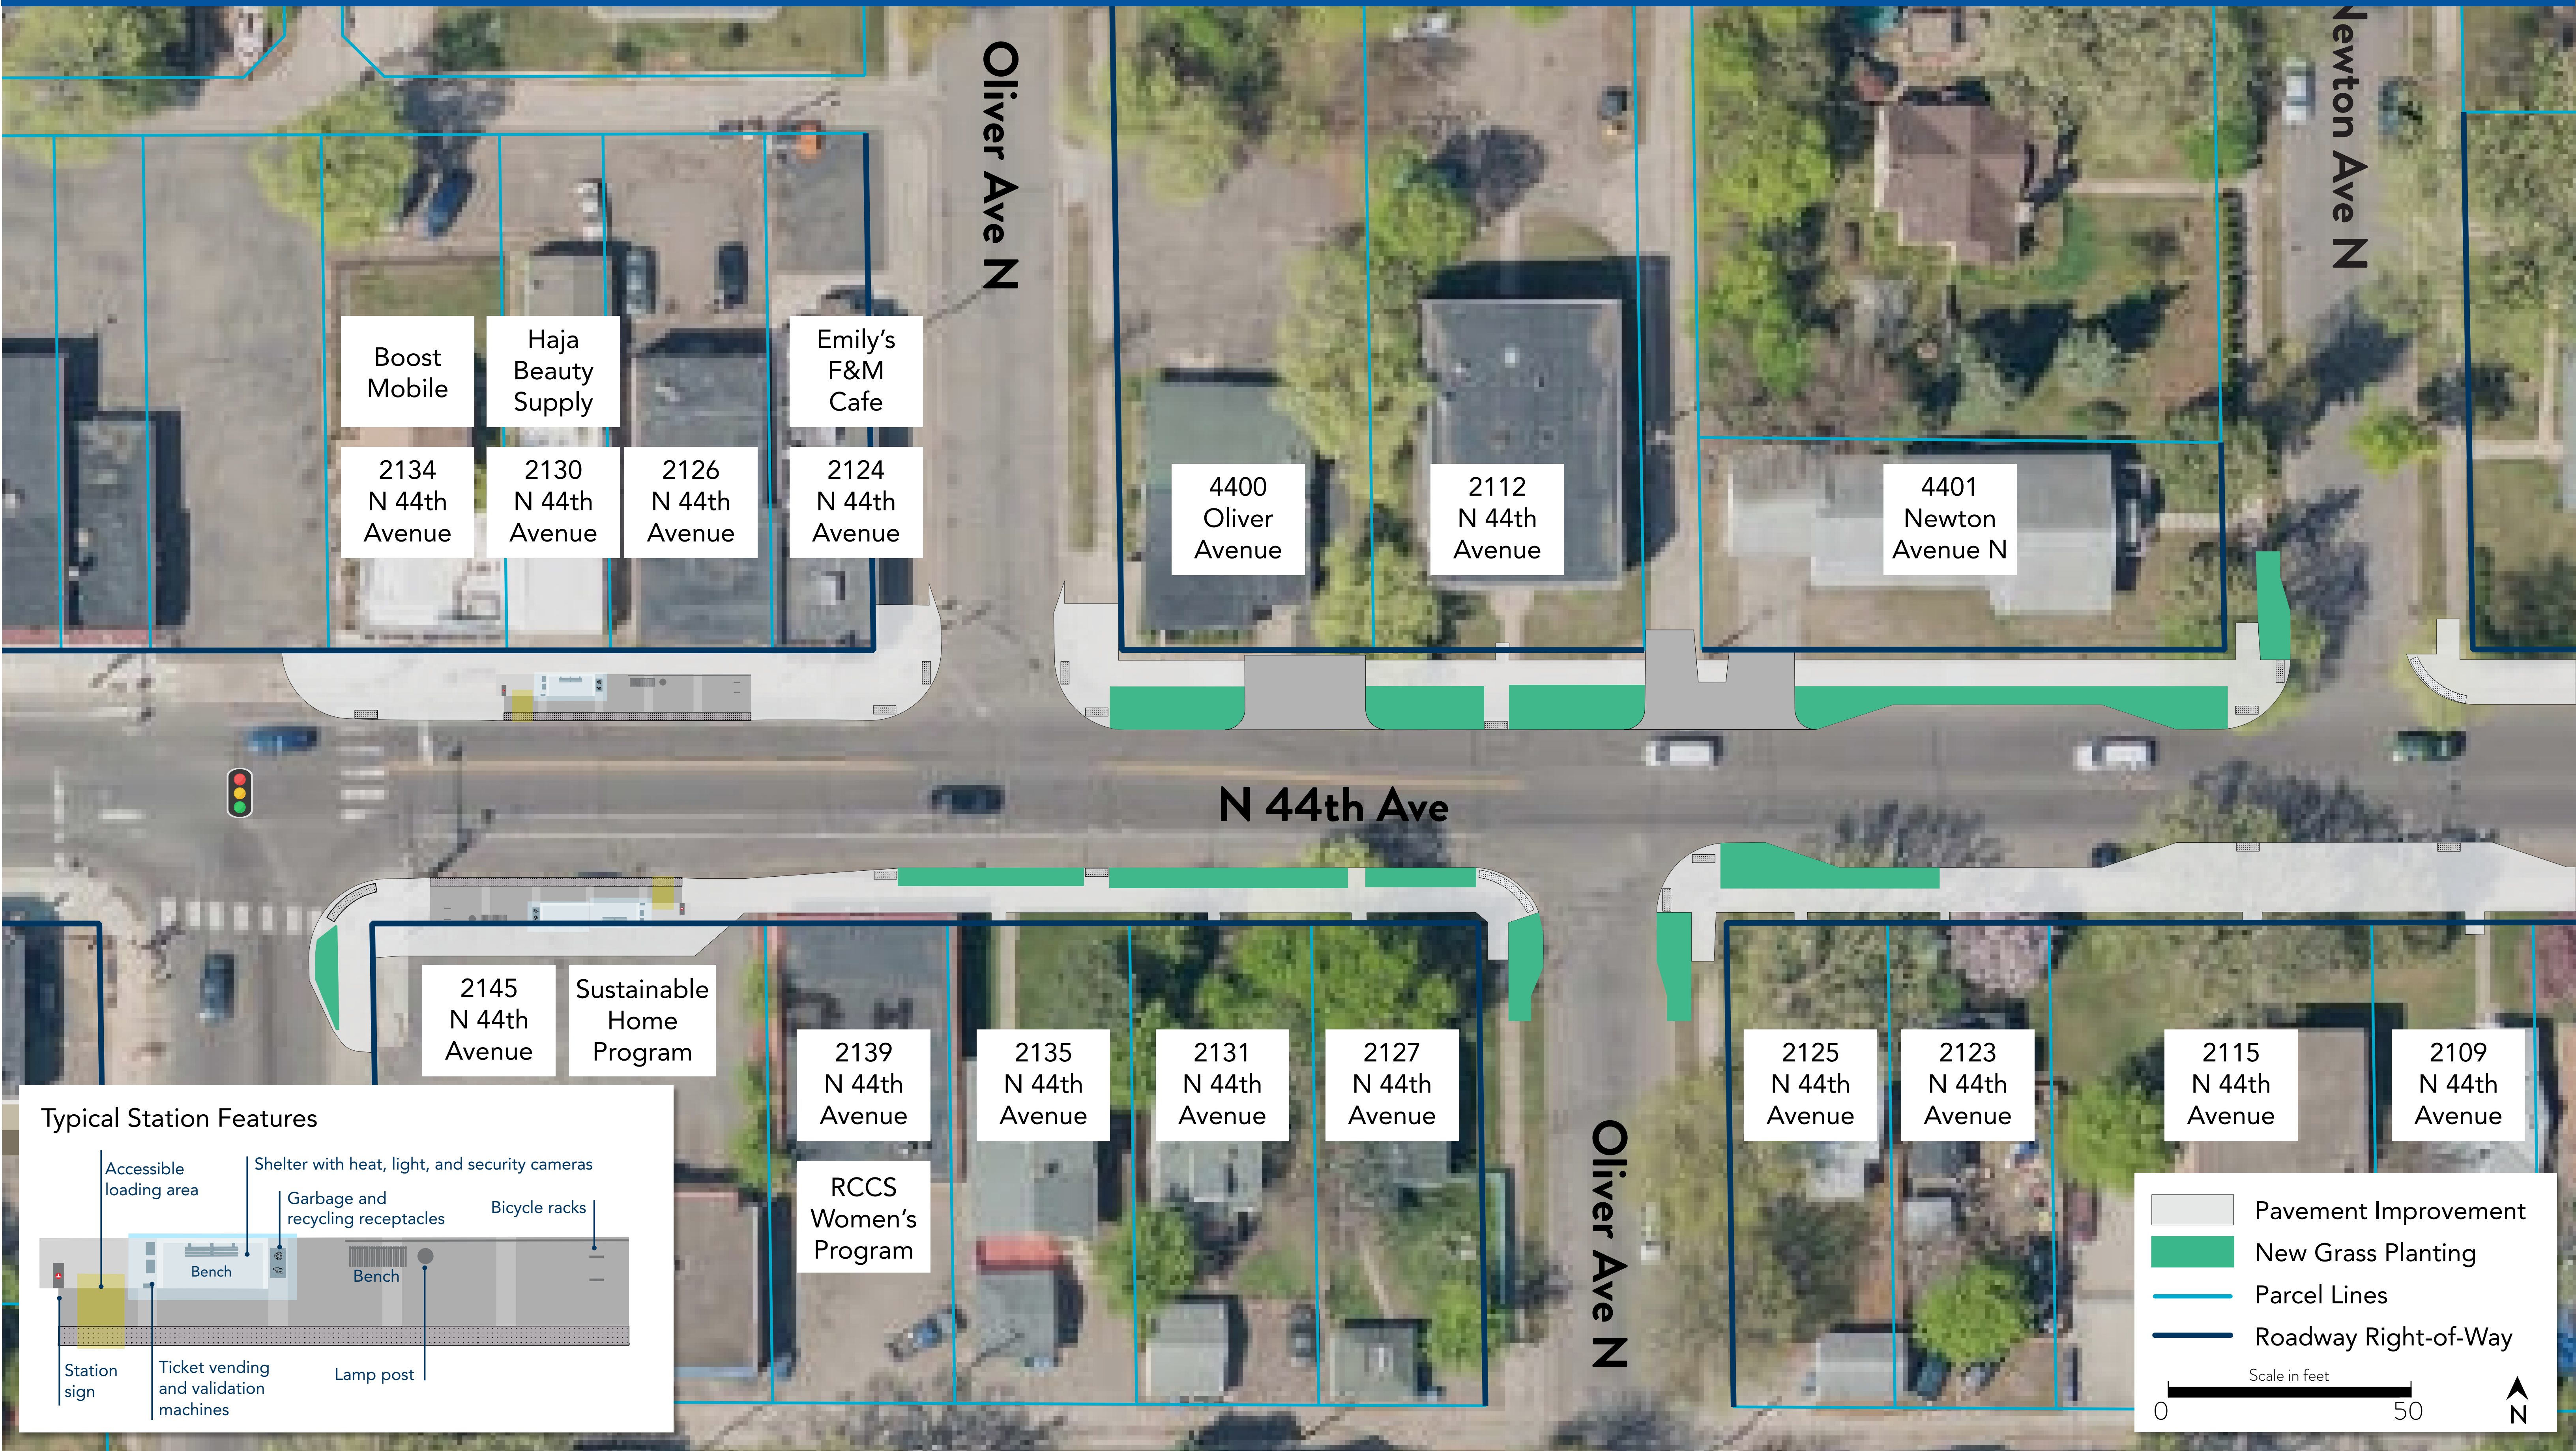 Oliver Ave N
Newton Ave N
Boost
Mobile
Haja
Beauty
Supply
Emily's
F&M
Cafe
2134
N 44th
Avenue
2130
N 44th
Avenue
2126
N 44th
Avenue
2124
N 44th
Avenue
4400
Oliver
Avenue
2112
N 44th
Avenue
4401
Newton
Avenue N
N 44th Ave
2145
N 44th
Avenue
Sustainable
Home
Program
2139
N 44th
Avenue
RCCS
Women's
Program
2135
N 44th
Avenue
2131
N 44th
Avenue
2127
N 44th
Avenue
Oliver Ave N
2125
N 44th
Avenue
2123
N 44th
Avenue
2115
N 44th
Avenue
2109
N 44th
Avenue
Typical Station Features
Accessible
loading area
Shelter with heat, light, and security cameras
Garbage and
recycling receptacles
Bicycle racks
Bench
Bench
Station
sign
Ticket vending
and validation
machines
Lamp post
Pavement Improvement
New Grass Planting
Parcel Lines
Roadway Right-of-Way
Scale in feet
0 50
N